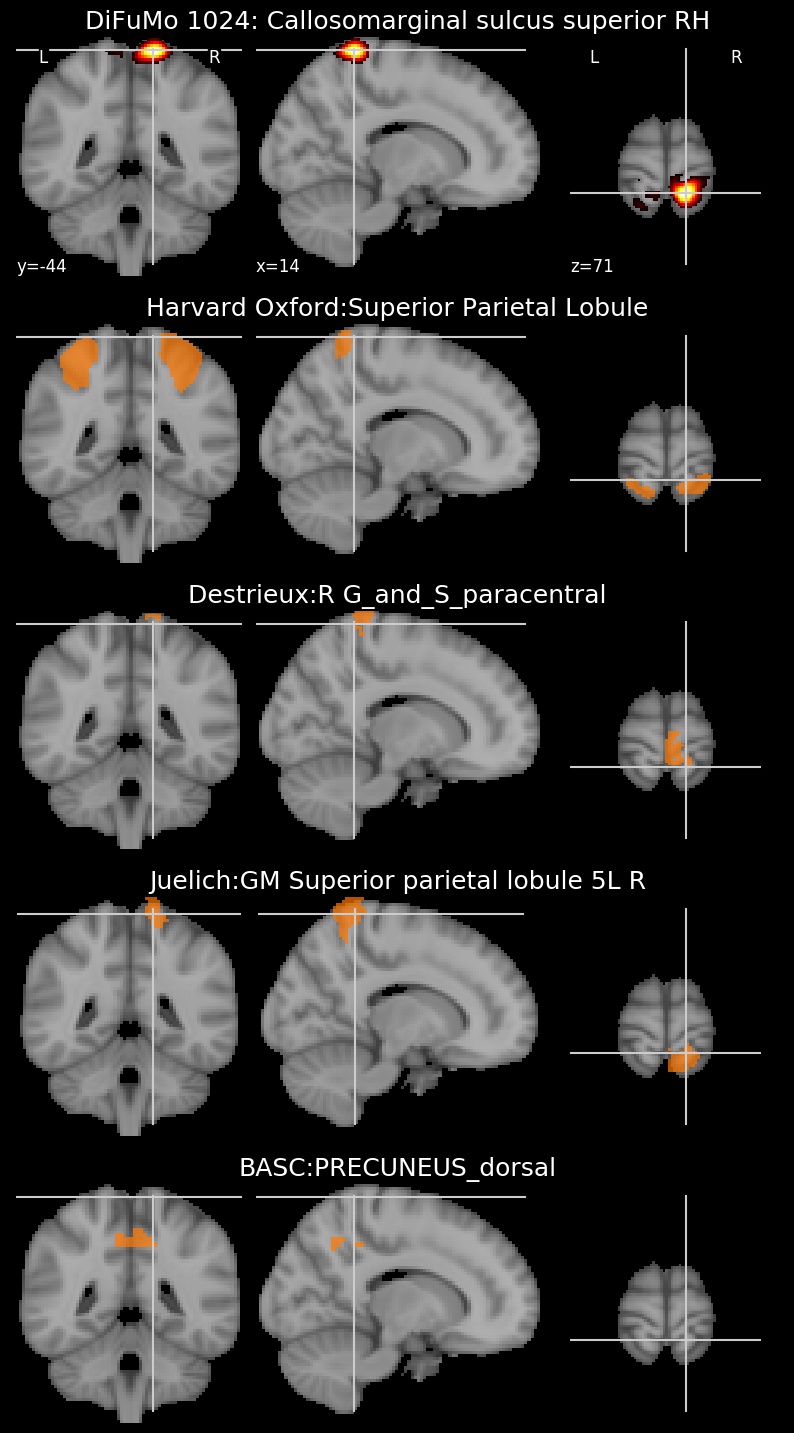 DiFuMo 1024: Callosomarginal sulcus superior RH
L R
L R
y=-44 x=14 z=71
Harvard Oxford:Superior Parietal Lobule
Destrieux:R G_and_S_paracentral
Juelich:GM Superior parietal lobule 5L R
BASC:PRECUNEUS_dorsal